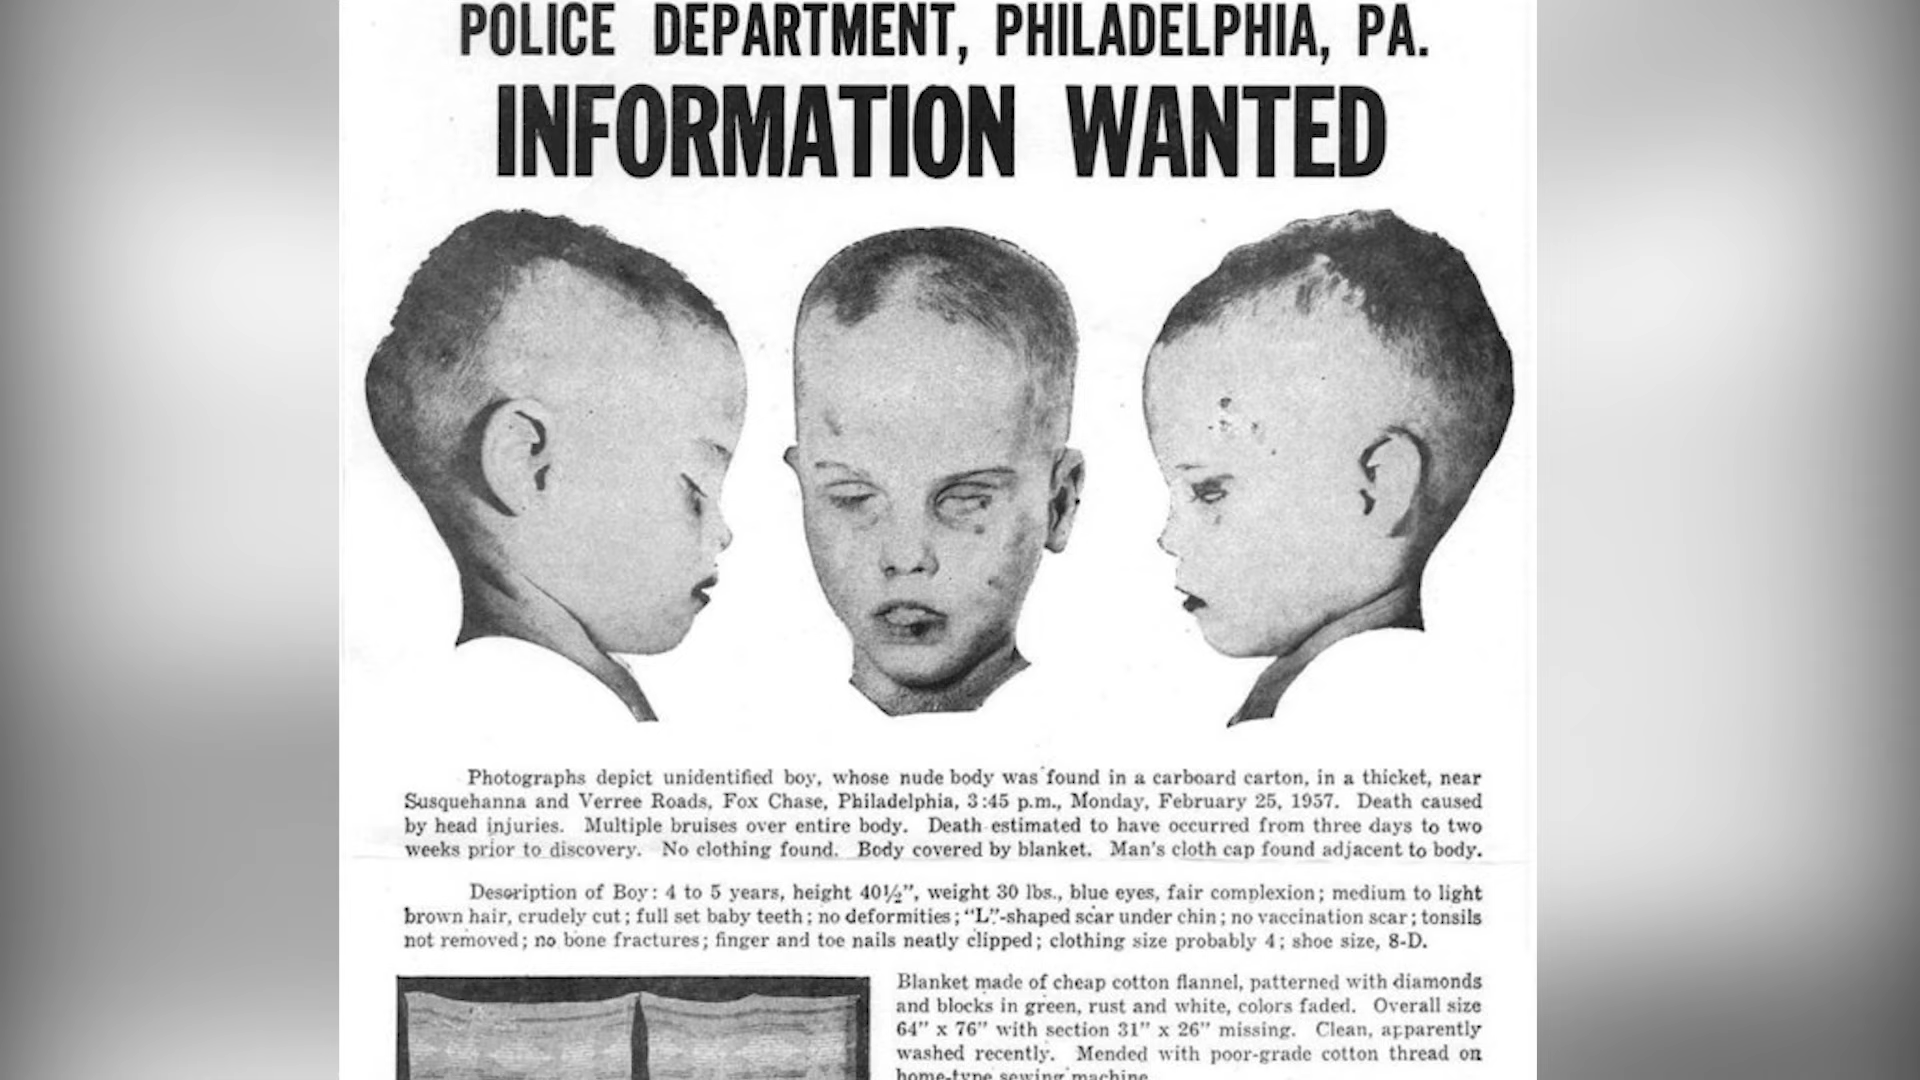 POLICE DEPARTMENT, PHILADELPHIA, PA.
INFORMATION WANTED
Photographs depict unidentified boy, whose nude body was found in a carboard carton, in a thicket, near
Susquehanna and Verree Roads, Fox Chase, Philadelphia, 3:45 p.m., Monday, February 25, 1957. Death caused
by head injuries. Multiple bruises over entire body. Death estimated to have occurred from three days to two
weeks prior to discovery. No clothing found. Body covered by blanket. Man's cloth cap found adjacent to body.
Description of Boy: 4 to 5 years, height 40½", weight 30 lbs., blue eyes, fair complexion; medium to light
brown hair, crudely cut; full set baby teeth; no deformities; "L"-shaped scar under chin; no vaccination scar; tonsils
not removed; no bone fractures; finger and toe nails neatly clipped; clothing size probably 4; shoe size, 8-D.
Blanket made of cheap cotton flannel, patterned with diamonds
and blocks in green, rust and white, colors faded. Overall size
64" x 76" with section 31" x 26" missing. Clean, apparently
washed recently. Mended with poor-grade cotton thread on
home-type sewing machine.